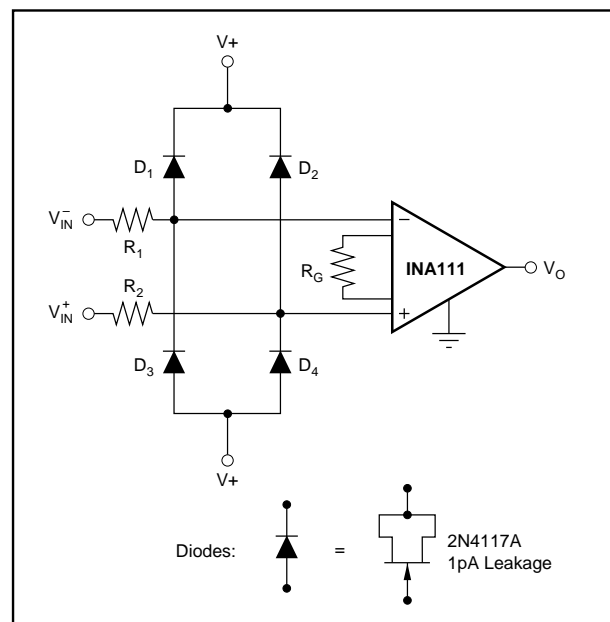 V+
D1 D2
V–IN
R1
– INA111 +
RG
VO
R2
V+IN
D3 D4
V+
Diodes: = 2N4117A
1pA Leakage